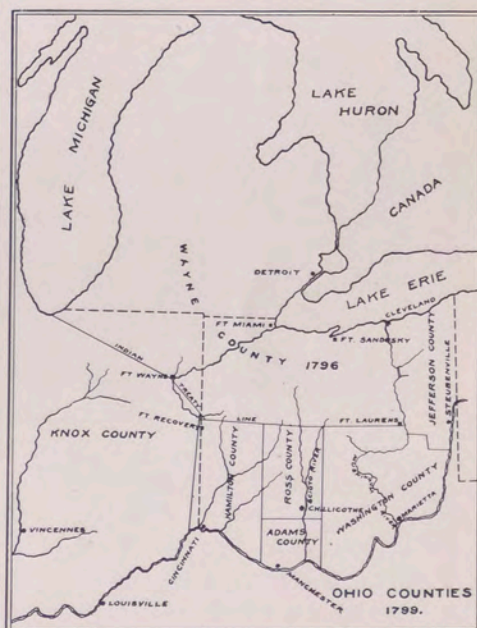 LAKE MICHIGAN
LAKE
HURON
CANADA
WAYNE
COUNTY
1796
DETROIT
LAKE ERIE
CLEVELAND
FT MIAMI
FT. SANDUSKY
INDIAN
TREATY
LINE
FT WAYNE
FT RECOVERY
FT. LAURENS
JEFFERSON COUNTY
STEUBENVILLE
KNOX COUNTY
HAMILTON COUNTY
ROSS COUNTY
SCIOTO RIVER
CHILLICOTHE
WASHINGTON COUNTY
MARIETTA
ADAMS
COUNTY
VINCENNES
CINCINNATI
MANCHESTER
LOUISVILLE
OHIO COUNTIES
1799.